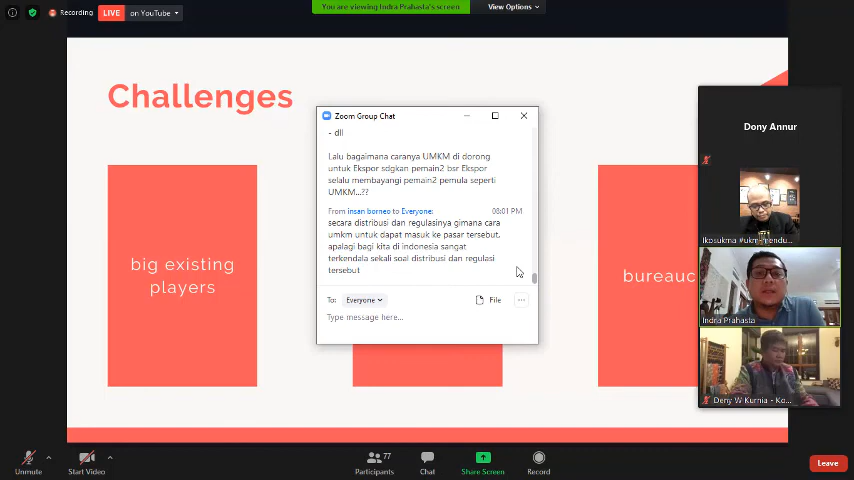 Recording
LIVE
on YouTube
You are viewing Indra Prahasta's screen
View Options
Challenges
big existing
players
bureauc
Zoom Group Chat
- dll
Lalu bagaimana caranya UMKM di dorong
untuk Ekspor sdgkan pemain2 bsr Ekspor
selalu membayangi pemain2 pemula seperti
UMKM...??
From insan borneo to Everyone:
08:01 PM
secara distribusi dan regulasinya gimana cara
umkm untuk dapat masuk ke pasar tersebut,
apalagi bagi kita di indonesia sangat
terkendala sekali soal distribusi dan regulasi
tersebut
To: Everyone
File
Type message here...
Dony Annur
Ikosukma #ukm-mendu...
Indra Prahasta
Deny W Kurnia - Ko...
Unmute
Start Video
77
Participants
Chat
Share Screen
Record
Leave